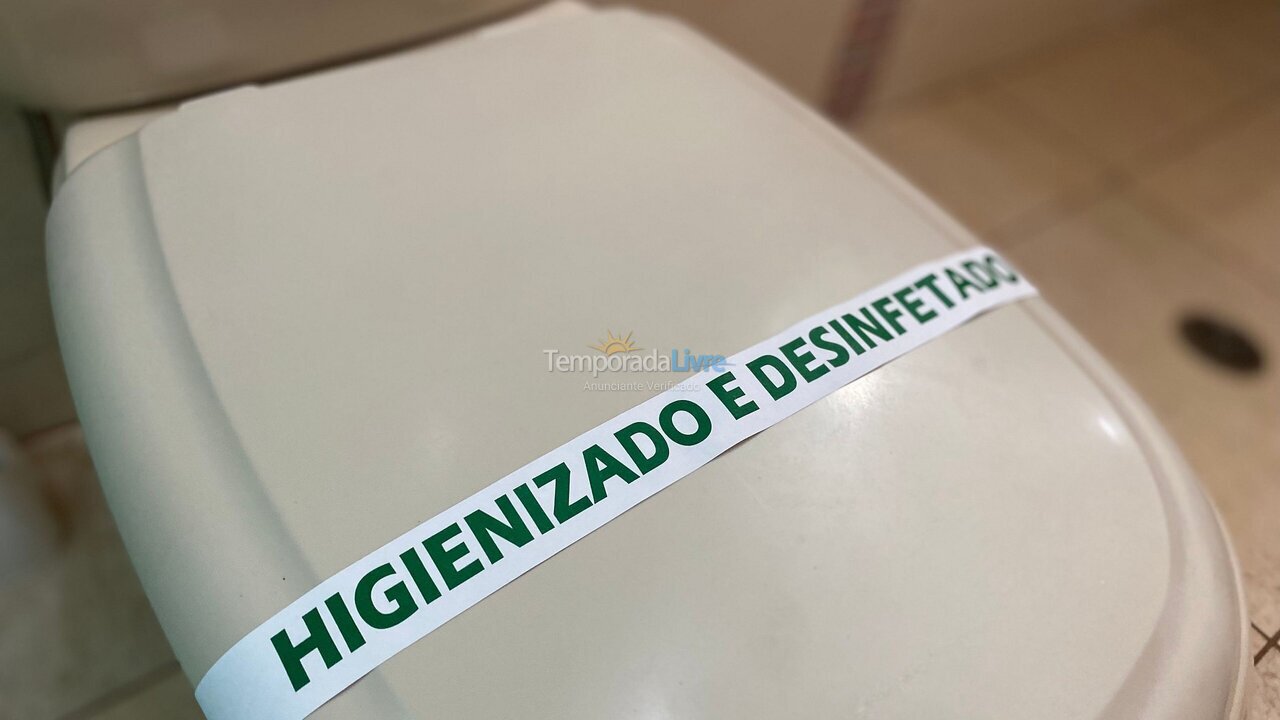 TemporadaLivre
Anunciante Verificado
HIGIENIZADO E DESINFETADO